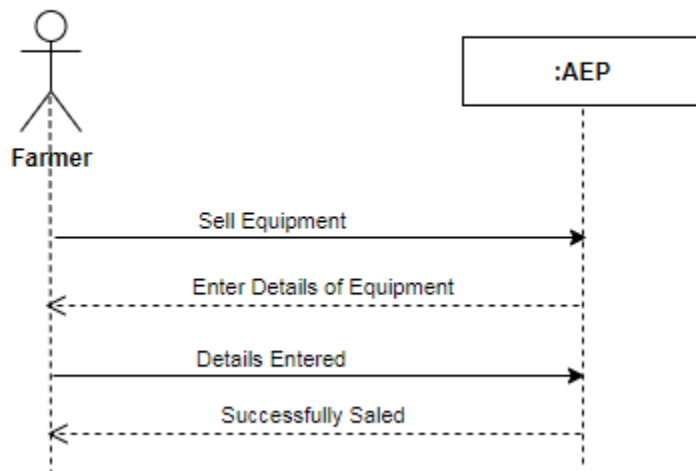 :AEP
Farmer
Sell Equipment
Enter Details of Equipment
Details Entered
Successfully Saled